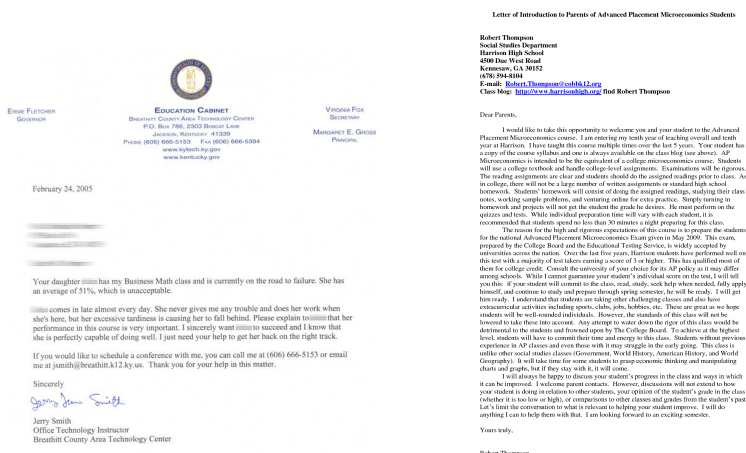 ERNIE FLETCHER
GOVERNOR
EDUCATION CABINET
BREATHITT COUNTY AREA TECHNOLOGY CENTER
P.O. BOX 786, 2303 BOBCAT LANE
JACKSON, KENTUCKY 41339
PHONE (606) 666-5153 FAX (606) 666-5394
www.kytech.ky.gov
www.kentucky.gov
VIRGINIA FOX
SECRETARY
MARGARET E. GROSS
PRINCIPAL
February 24, 2005
Your daughter has my Business Math class and is currently on the road to failure. She has
an average of 51%, which is unacceptable.
comes in late almost every day. She never gives me any trouble and does her work when
she's here, but her excessive tardiness is causing her to fall behind. Please explain to that her
performance in this course is very important. I sincerely want to succeed and I know that
she is perfectly capable of doing well. I just need your help to get her back on the right track.
If you would like to schedule a conference with me, you can call me at (606) 666-5153 or email
me at jsmith@breathitt.k12.ky.us. Thank you for your help in this matter.
Sincerely
Jerry Smith
Office Technology Instructor
Breathitt County Area Technology Center
Letter of Introduction to Parents of Advanced Placement Microeconomics Students
Robert Thompson
Social Studies Department
Harrison High School
4500 Due West Road
Kennesaw, GA 30152
(678) 594-8104
E-mail: Robert.Thompson@cobbk12.org
Class blog: http://www.harrisonhigh.org/ find Robert Thompson
Dear Parents,
I would like to take this opportunity to welcome you and your student to the Advanced
Placement Microeconomics course. I am entering my tenth year of teaching overall and tenth
year at Harrison. I have taught this course multiple times over the last 5 years. Your student has
a copy of the course syllabus and one is always available on the class blog (see above). AP
Microeconomics is intended to be the equivalent of a college microeconomics course. Students
will use a college textbook and handle college-level assignments. Examinations will be rigorous.
The reading assignments are clear and students should do the assigned readings prior to class. As
in college, there will not be a large number of written assignments or standard high school
homework. Students' homework will consist of doing the assigned readings, studying their class
notes, working sample problems, and venturing online for extra practice. Simply turning in
homework and projects will not get the student the grade he desires. He must perform on the
quizzes and tests. While individual preparation time will vary with each student, it is
recommended that students spend no less than 30 minutes a night preparing for this class.
The reason for the high and rigorous expectations of this course is to prepare the students
for the national Advanced Placement Microeconomics Exam given in May 2009. This exam,
prepared by the College Board and the Educational Testing Service, is widely accepted by
universities across the nation. Over the last five years, Harrison students have performed well on
this test with a majority of test takers earning a score of 3 or higher. This has qualified most of
them for college credit. Consult the university of your choice for its AP policy as it may differ
among schools. While I cannot guarantee your student's individual score on the test, I will tell
you this: if your student will commit to the class, read, study, seek help when needed, fully apply
himself, and continue to study and prepare through spring semester, he will be ready. I will get
him ready. I understand that students are taking other challenging classes and also have
extracurricular activities including sports, clubs, jobs, hobbies, etc. These are great as we hope
students will be well-rounded individuals. However, the standards of this class will not be
lowered to take these into account. Any attempt to water down the rigor of this class would be
detrimental to the students and frowned upon by The College Board. To achieve at the highest
level, students will have to commit their time and energy to this class. Students without previous
experience in AP classes and even those with it may struggle in the early going. This class is
unlike other social studies classes (Government, World History, American History, and World
Geography). It will take time for some students to grasp economic thinking and manipulating
charts and graphs, but if they stay with it, it will come.
I will always be happy to discuss your student's progress in the class and ways in which
it can be improved. I welcome parent contacts. However, discussions will not extend to how
your student is doing in relation to other students, your opinion of the student's grade in the class
(whether it is too low or high), or comparisons to other classes and grades from the student's past.
Let's limit the conversation to what is relevant to helping your student improve. I will do
anything I can to help them with that. I am looking forward to an exciting semester.
Yours truly,
Robert Thompson